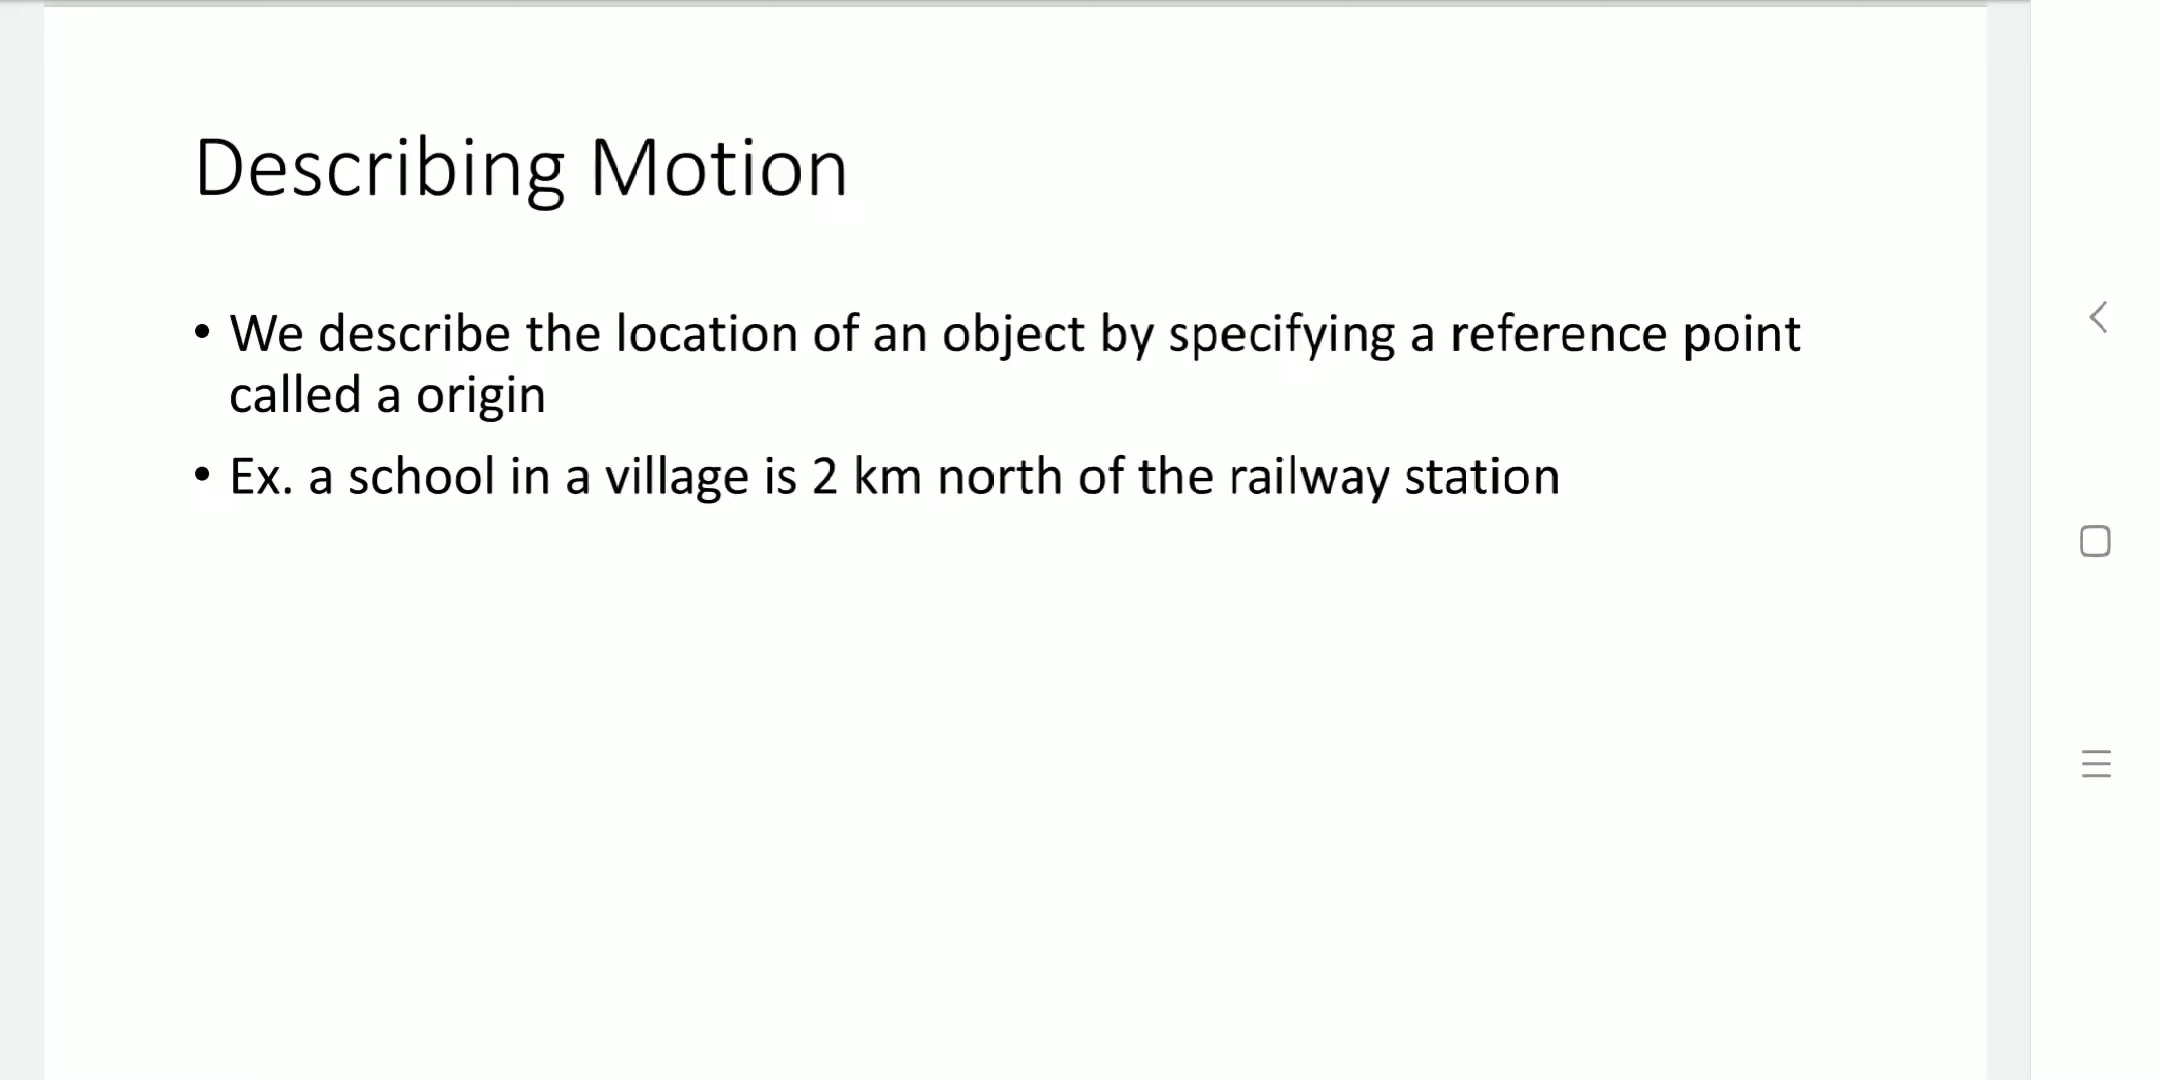 Describing Motion
• We describe the location of an object by specifying a reference point
called a origin
• Ex. a school in a village is 2 km north of the railway station